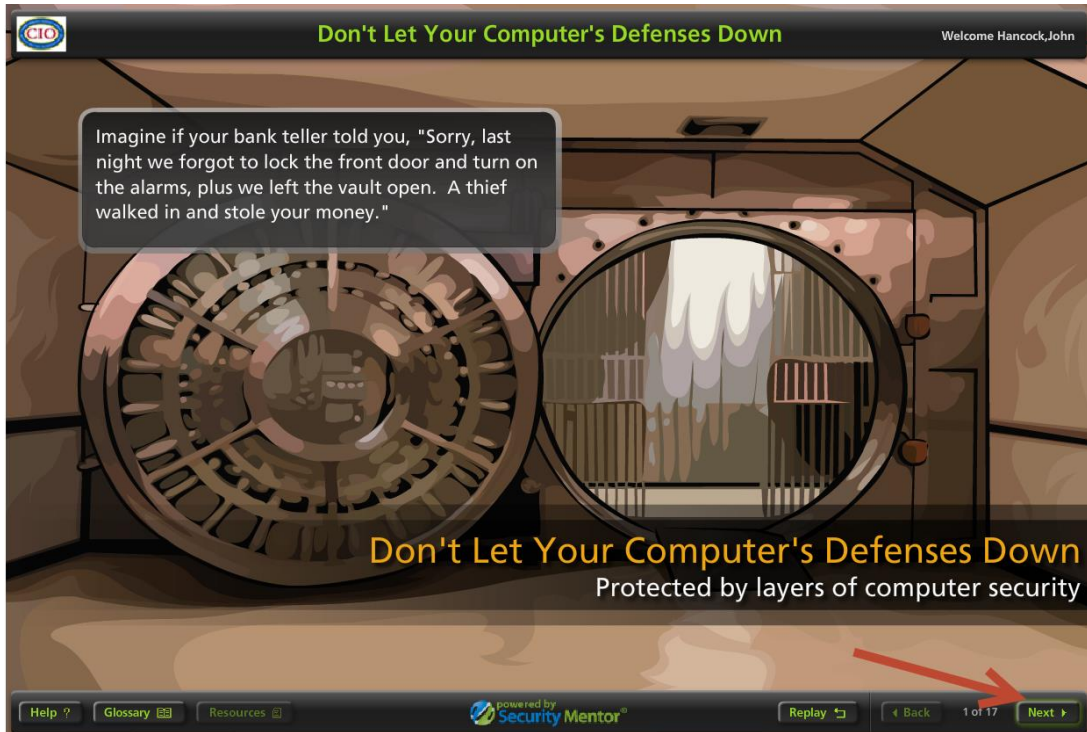 CIO
Don't Let Your Computer's Defenses Down
Welcome Hancock,John
Imagine if your bank teller told you, "Sorry, last
night we forgot to lock the front door and turn on
the alarms, plus we left the vault open. A thief
walked in and stole your money."
Don't Let Your Computer's Defenses Down
Protected by layers of computer security
Help ?
Glossary
Resources
powered by
Security Mentor®
Replay
Back
1 of 17
Next